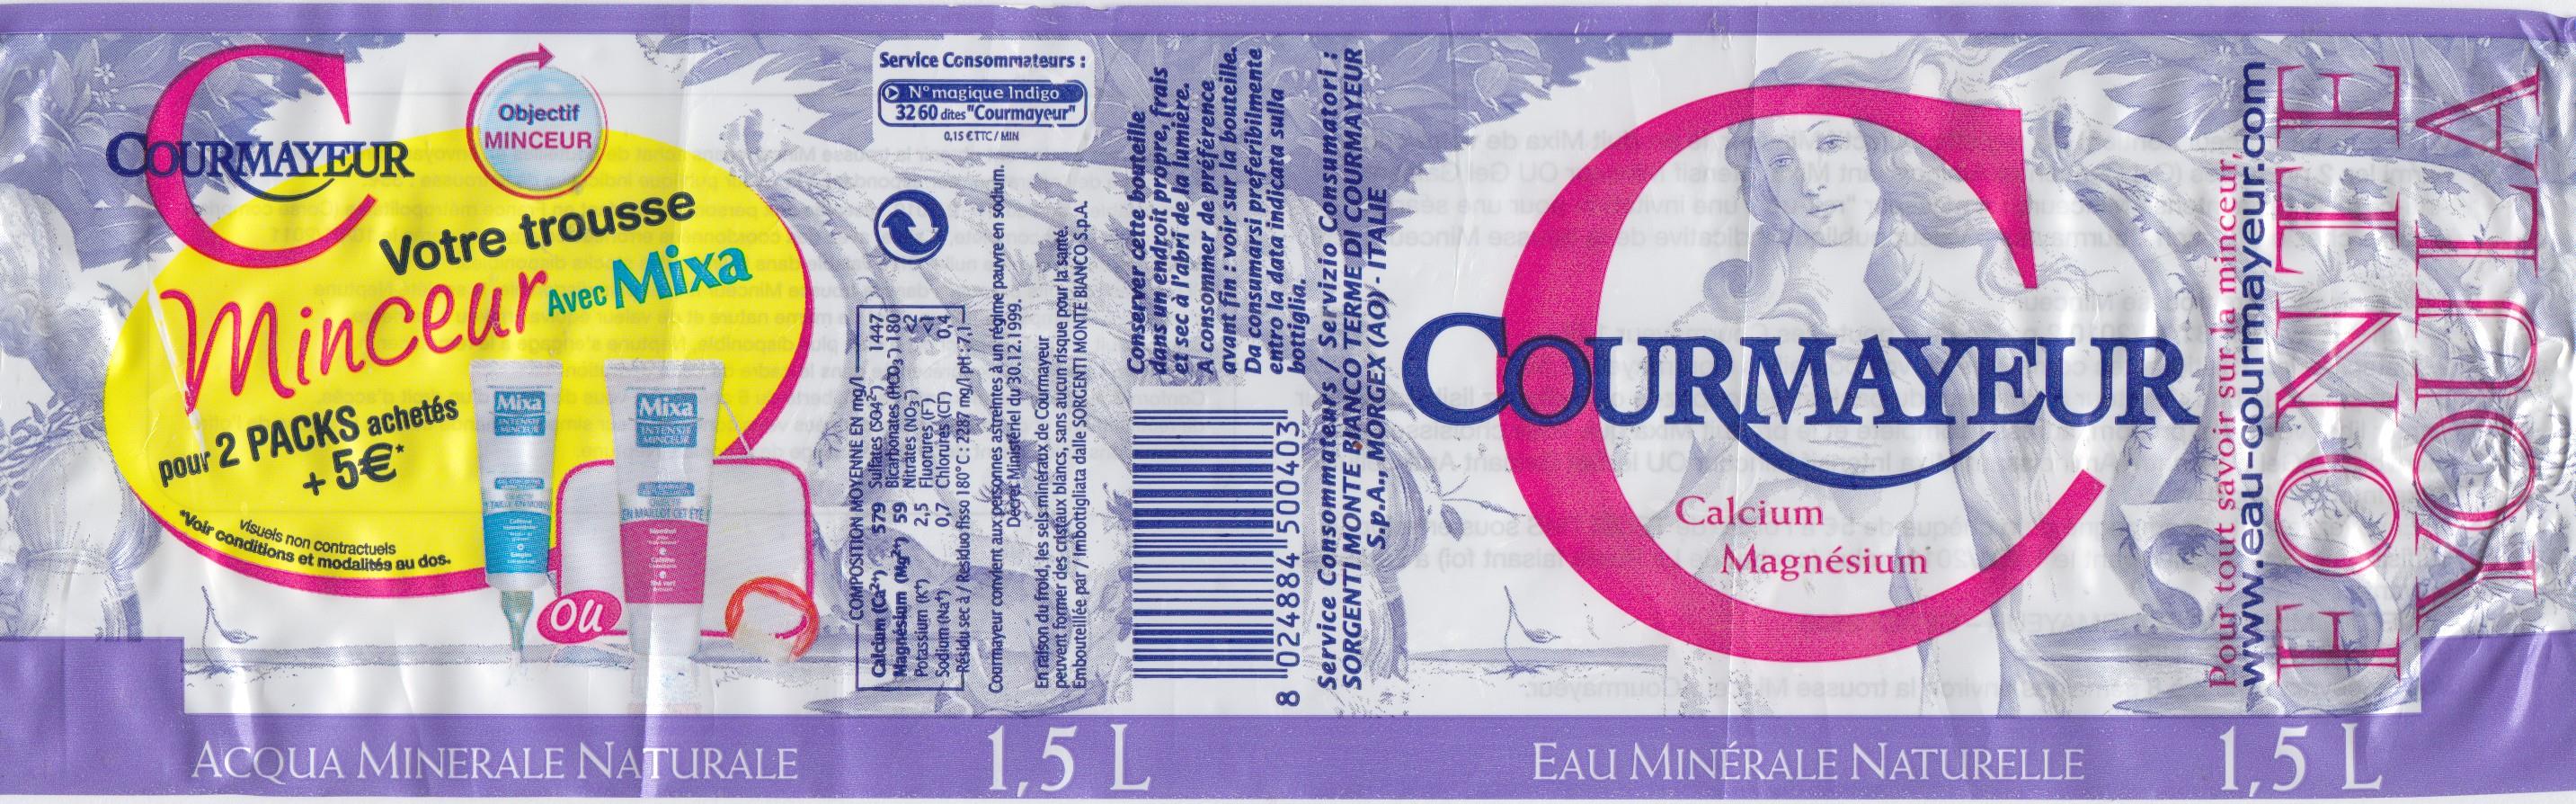 COURMAYEUR
Objectif
MINCEUR
Votre trousse
Minceur
Avec Mixa
pour 2 PACKS achetés
+ 5€*
visuels non contractuels
*Voir conditions et modalités au dos.
Mixa
INTENSIF
MINCEUR
OU
Mixa
INTENSIF
MINCEUR
EN MAILLOT CET ÉTÉ !
ACQUA MINERALE NATURALE
1,5 L
Service Consommateurs :
N° magique Indigo
32 60 dites "Courmayeur"
0,15 €TTC / MIN
COMPOSITION MOYENNE EN mg/l
Calcium (Ca²⁺) 579 Sulfates (SO4²⁻) 1447
Magnésium (Mg²⁺) 59 Bicarbonates (HCO₃⁻) 180
Potassium (K⁺) 2,5 Nitrates (NO₃⁻) <2
Sodium (Na⁺) 0,7 Fluorures (F⁻) <1
Chlorures (Cl⁻) 0,4
Résidu sec à / Residuo fisso 180°C : 2287 mg/l pH : 7,1
Courmayeur convient aux personnes astreintes à un régime pauvre en sodium.
Décret Ministériel du 30.12.1999.
En raison du froid, les sels minéraux de Courmayeur
peuvent former des cristaux blancs, sans aucun risque pour la santé.
Embouteillée par / Imbottigliata dalle SORGENTI MONTE BIANCO S.p.A.
Conserver cette bouteille
dans un endroit propre, frais
et sec à l'abri de la lumière.
A consommer de préférence
avant fin : voir sur la bouteille.
Da consumarsi preferibilmente
entro la data indicata sulla
bottiglia.
8 024884 500403
Service Consommateurs / Servizio Consumatori :
SORGENTI MONTE BIANCO TERME DI COURMAYEUR
S.p.A., MORGEX (AO) - ITALIE
COURMAYEUR
Calcium
Magnésium
EAU MINÉRALE NATURELLE
1,5 L
Pour tout savoir sur la minceur,
www.eau-courmayeur.com
FONTE
YOULA